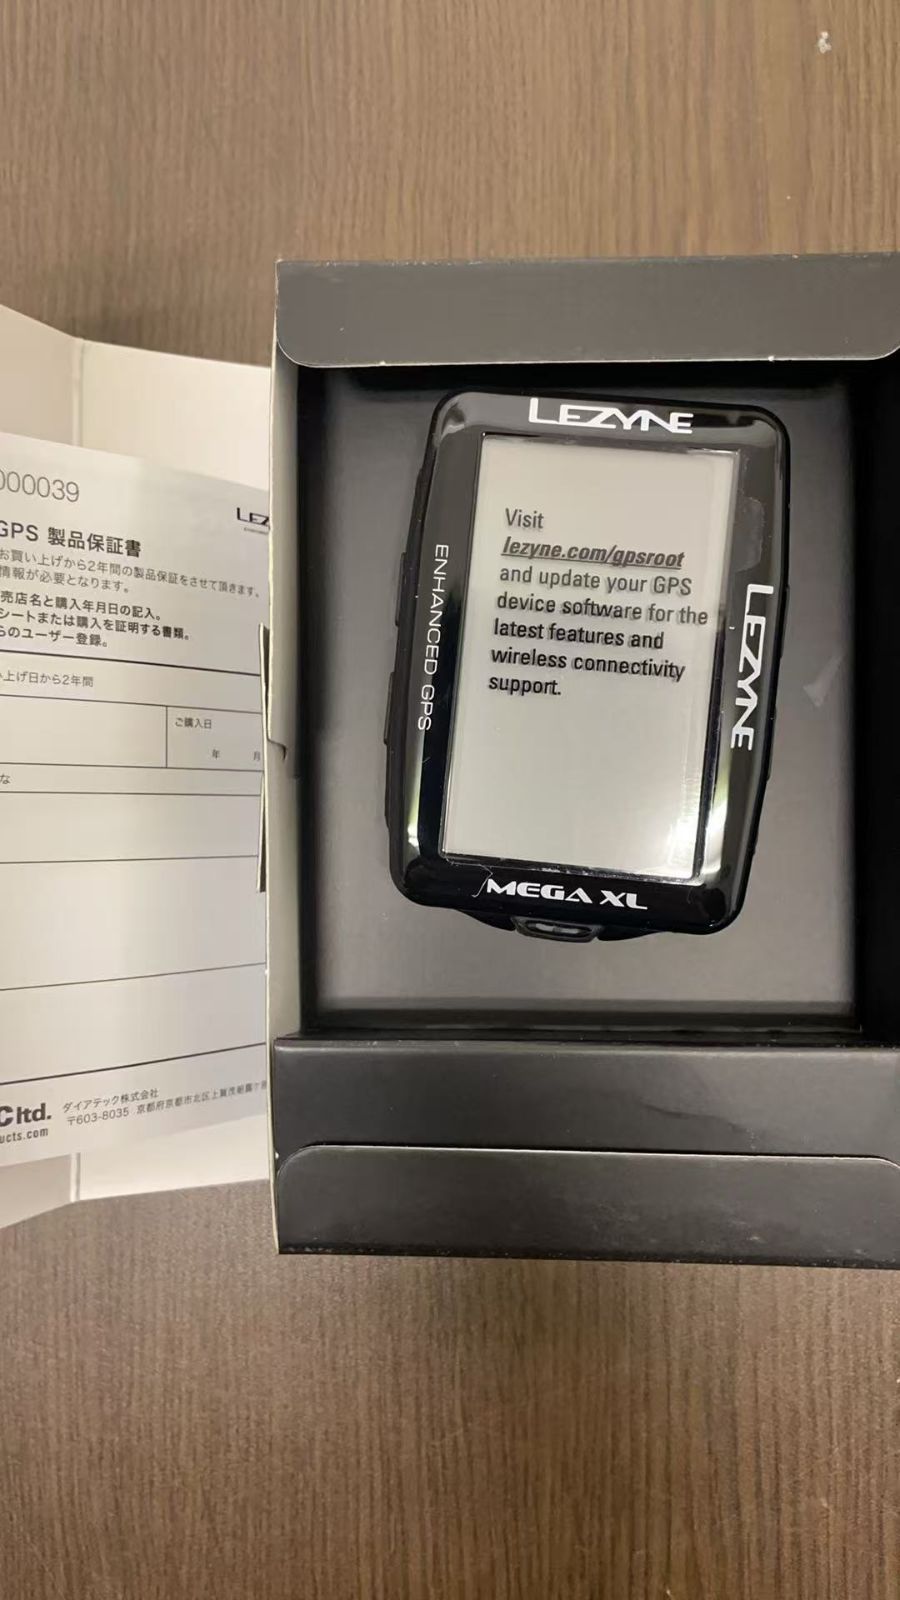 000039
LEZ
GPS 製品保証書
お買い上げから2年間の製品保証をさせて頂きます。
情報が必要となります。
売店名と購入年月日の記入。
シートまたは購入を証明する書類。
らのユーザー登録。
い上げ日から2年間
ご購入日
年 月
な
Cltd.
ucts.com
ダイアテック株式会社
〒603-8035 京都府京都市北区上賀茂
LEZYNE
Visit
lezyne.com/gpsroot
and update your GPS
device software for the
latest features and
wireless connectivity
support.
ENHANCED GPS
LEZYNE
MEGA XL